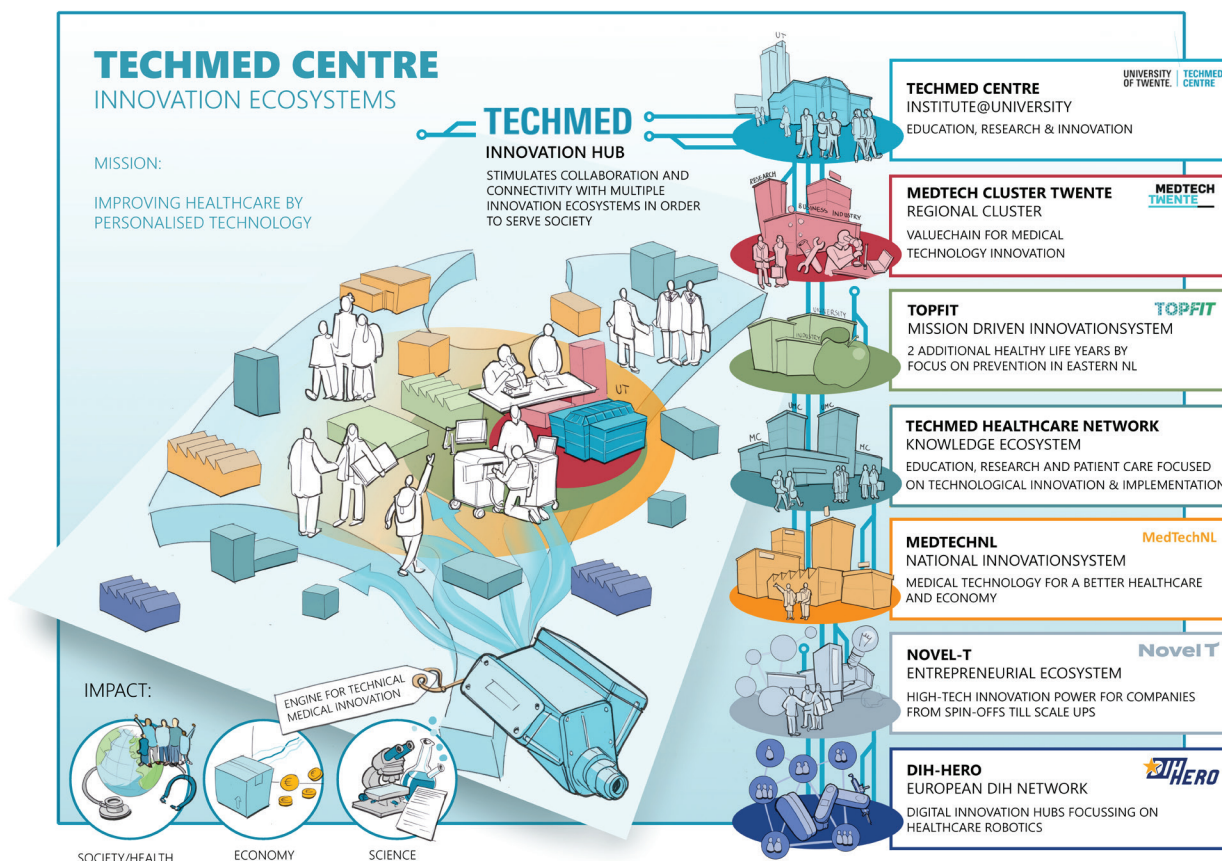 TECHMED CENTRE
INNOVATION ECOSYSTEMS
MISSION:
IMPROVING HEALTHCARE BY
PERSONALISED TECHNOLOGY
TECHMED
INNOVATION HUB
STIMULATES COLLABORATION AND
CONNECTIVITY WITH MULTIPLE
INNOVATION ECOSYSTEMS IN ORDER
TO SERVE SOCIETY
UT
ENGINE FOR TECHNICAL
MEDICAL INNOVATION
IMPACT:
SOCIETY/HEALTH
ECONOMY
SCIENCE
UT
TECHMED CENTRE
INSTITUTE@UNIVERSITY
EDUCATION, RESEARCH & INNOVATION
UNIVERSITY OF TWENTE.
TECHMED CENTRE
RESEARCH
BUSINESS INDUSTRY
MEDTECH CLUSTER TWENTE
REGIONAL CLUSTER
VALUECHAIN FOR MEDICAL
TECHNOLOGY INNOVATION
MEDTECH
TWENTE
UNIVERSITY
INDUSTRY
TOPFIT
MISSION DRIVEN INNOVATIONSYSTEM
2 ADDITIONAL HEALTHY LIFE YEARS BY
FOCUS ON PREVENTION IN EASTERN NL
TOPFIT
UMC
UMC
MC
MC
TECHMED HEALTHCARE NETWORK
KNOWLEDGE ECOSYSTEM
EDUCATION, RESEARCH AND PATIENT CARE FOCUSED
ON TECHNOLOGICAL INNOVATION & IMPLEMENTATION
MEDTECHNL
NATIONAL INNOVATIONSYSTEM
MEDICAL TECHNOLOGY FOR A BETTER HEALTHCARE
AND ECONOMY
MedTechNL
NOVEL-T
ENTREPRENEURIAL ECOSYSTEM
HIGH-TECH INNOVATION POWER FOR COMPANIES
FROM SPIN-OFFS TILL SCALE UPS
Novel T
DIH-HERO
EUROPEAN DIH NETWORK
DIGITAL INNOVATION HUBS FOCUSSING ON
HEALTHCARE ROBOTICS
DIH HERO